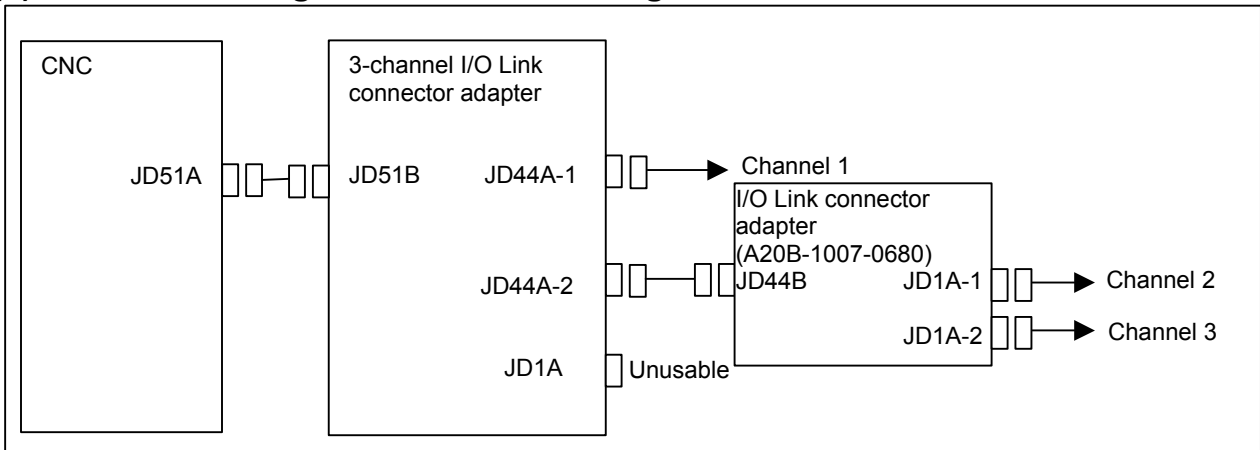 CNC
3-channel I/O Link
connector adapter
JD51A
JD51B
JD44A-1
Channel 1
I/O Link connector
adapter
(A20B-1007-0680)
JD44A-2
JD44B
JD1A-1
Channel 2
JD1A-2
Channel 3
JD1A
Unusable